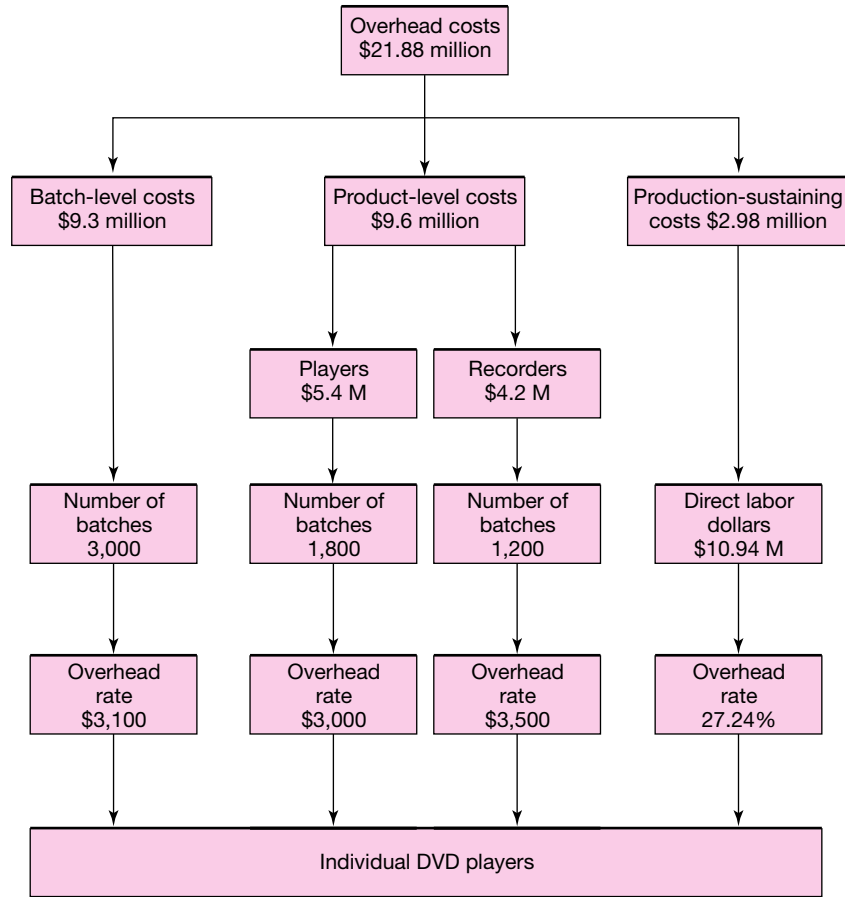 Overhead costs
$21.88 million
Batch-level costs
$9.3 million
Product-level costs
$9.6 million
Production-sustaining
costs $2.98 million
Players
$5.4 M
Recorders
$4.2 M
Number of
batches
3,000
Number of
batches
1,800
Number of
batches
1,200
Direct labor
dollars
$10.94 M
Overhead
rate
$3,100
Overhead
rate
$3,000
Overhead
rate
$3,500
Overhead
rate
27.24%
Individual DVD players